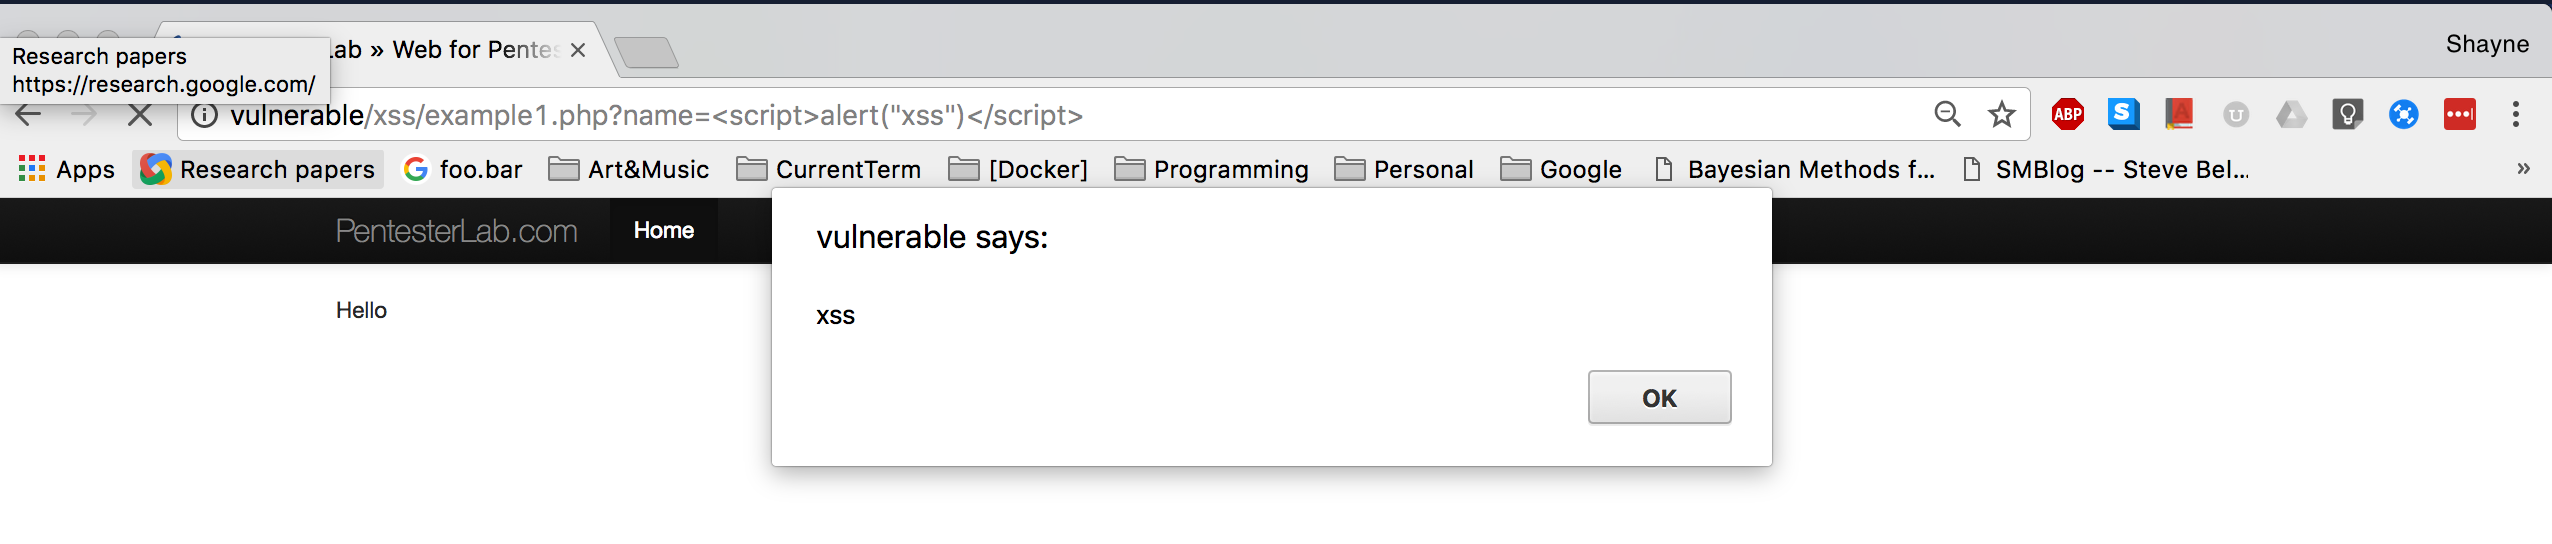 Shayne
Lab » Web for Pentes
Research papers
https://research.google.com/
vulnerable/xss/example1.php?name=<script>alert("xss")</script>
ABP
Apps Research papers foo.bar Art&Music CurrentTerm [Docker] Programming Personal Google Bayesian Methods f... SMBlog -- Steve Bel... »
PentesterLab.com Home
vulnerable says:
Hello
xss
OK